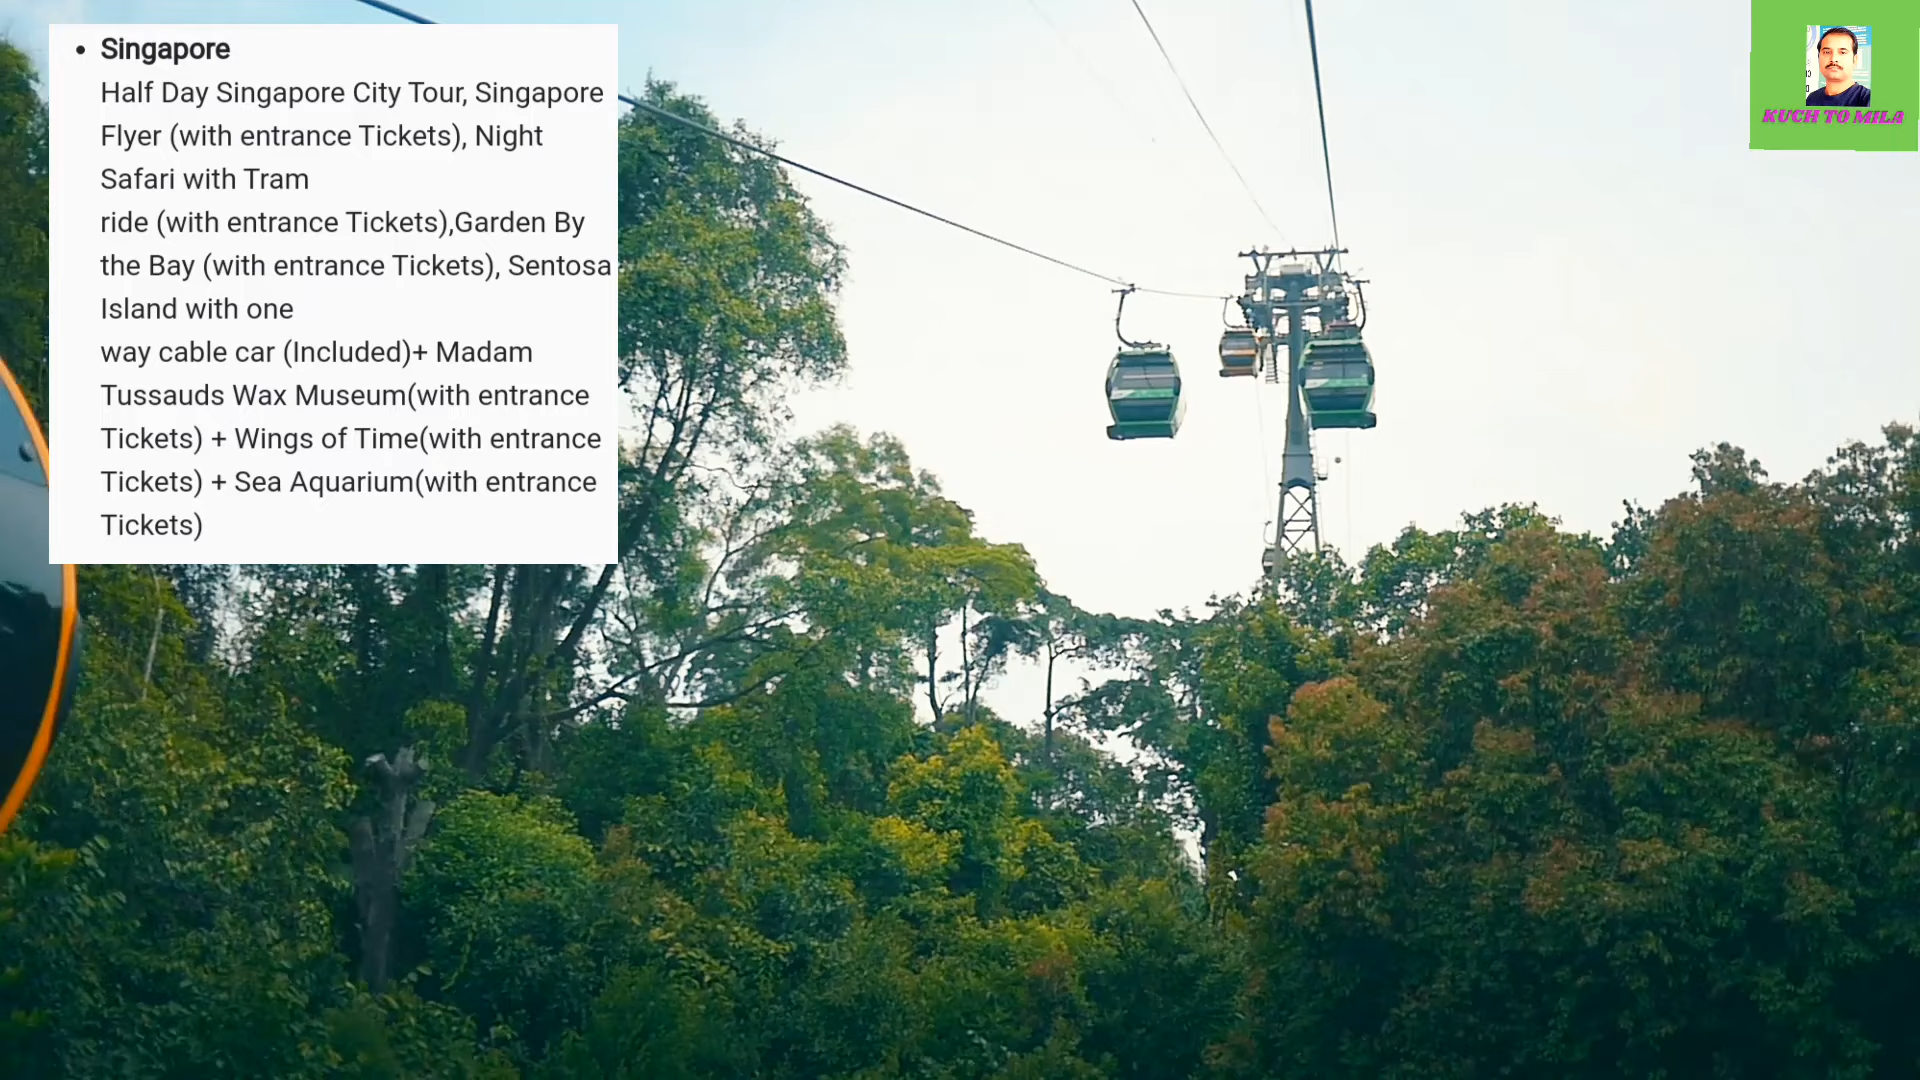 Singapore
Half Day Singapore City Tour, Singapore
Flyer (with entrance Tickets), Night
Safari with Tram
ride (with entrance Tickets),Garden By
the Bay (with entrance Tickets), Sentosa
Island with one
way cable car (Included)+ Madam
Tussauds Wax Museum(with entrance
Tickets) + Wings of Time(with entrance
Tickets) + Sea Aquarium(with entrance
Tickets)
KUCH TO MILA